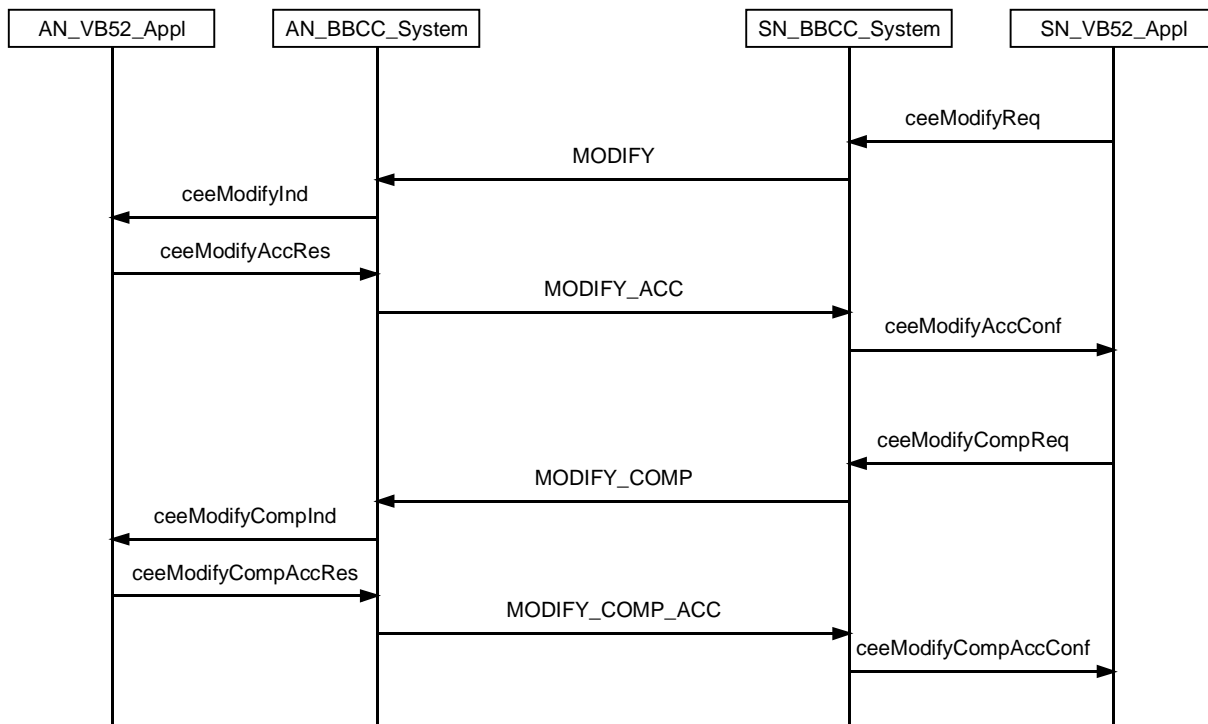 AN_VB52_Appl
AN_BBCC_System
SN_BBCC_System
SN_VB52_Appl
ceeModifyReq
MODIFY
ceeModifyInd
ceeModifyAccRes
MODIFY_ACC
ceeModifyAccConf
ceeModifyCompReq
MODIFY_COMP
ceeModifyCompInd
ceeModifyCompAccRes
MODIFY_COMP_ACC
ceeModifyCompAccConf